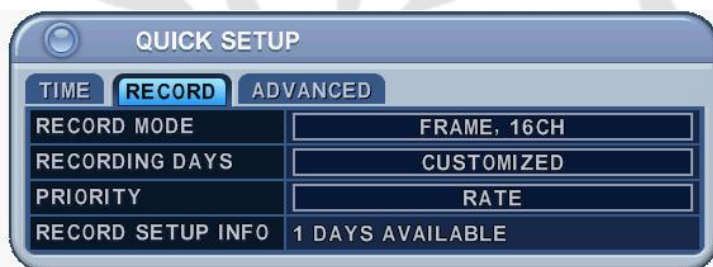 QUICK SETUP
TIME RECORD ADVANCED
RECORD MODE FRAME, 16CH
RECORDING DAYS CUSTOMIZED
PRIORITY RATE
RECORD SETUP INFO 1 DAYS AVAILABLE